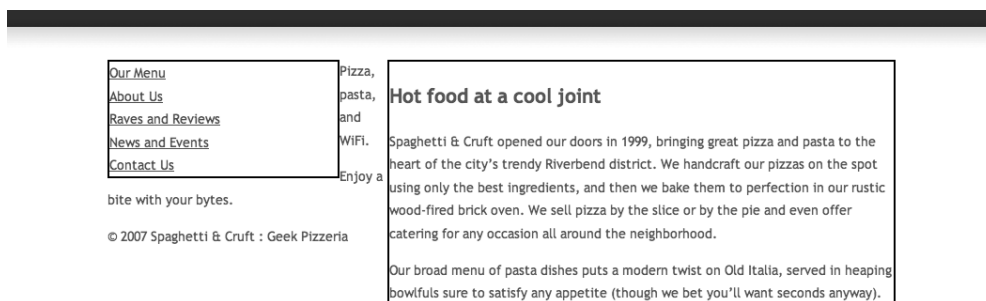 Our Menu
About Us
Raves and Reviews
News and Events
Contact Us
Pizza,
pasta,
and
WiFi.
Enjoy a
bite with your bytes.
© 2007 Spaghetti & Cruft : Geek Pizzeria
Hot food at a cool joint
Spaghetti & Cruft opened our doors in 1999, bringing great pizza and pasta to the
heart of the city’s trendy Riverbend district. We handcraft our pizzas on the spot
using only the best ingredients, and then we bake them to perfection in our rustic
wood-fired brick oven. We sell pizza by the slice or by the pie and even offer
catering for any occasion all around the neighborhood.
Our broad menu of pasta dishes puts a modern twist on Old Italia, served in heaping
bowlfuls sure to satisfy any appetite (though we bet you’ll want seconds anyway).